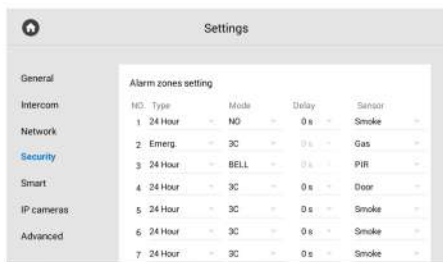 Settings
General
Intercom
Network
Security
Smart
IP cameras
Advanced
Alarm zones setting
NO. Type Mode Delay Sensor
1 24 Hour NO 0 s Smoke
2 Emerg. 3C 0 s Gas
3 24 Hour BELL 0 s PIR
4 24 Hour 3C 0 s Door
5 24 Hour 3C 0 s Smoke
6 24 Hour 3C 0 s Smoke
7 24 Hour 3C 0 s Smoke